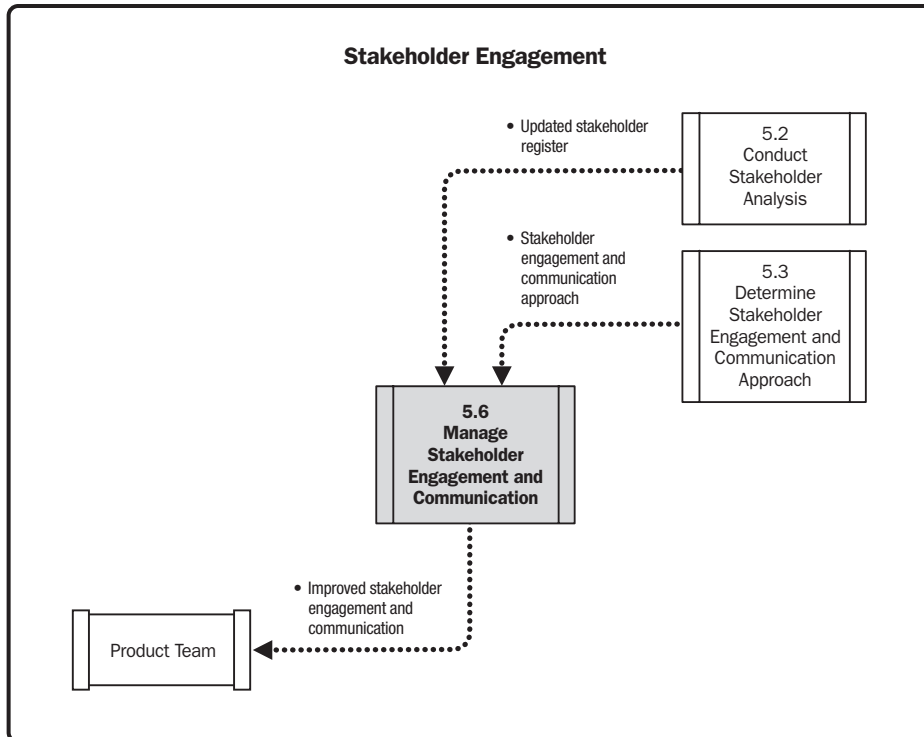 Stakeholder Engagement
• Updated stakeholder
register
5.2
Conduct
Stakeholder
Analysis
• Stakeholder
engagement and
communication
approach
5.3
Determine
Stakeholder
Engagement and
Communication
Approach
5.6
Manage
Stakeholder
Engagement and
Communication
• Improved stakeholder
engagement and
communication
Product Team